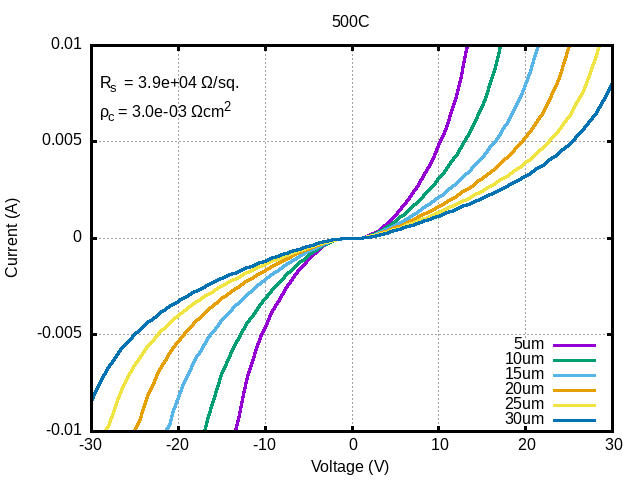 500C
0.01
0.005
0
-0.005
-0.01
Current (A)
Rs = 3.9e+04 Ω/sq.
ρc = 3.0e-03 Ωcm2
5um
10um
15um
20um
25um
30um
-30 -20 -10 0 10 20 30
Voltage (V)